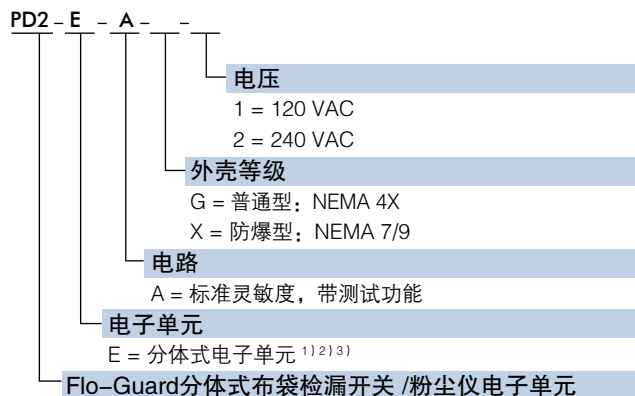 PD2 – E – A –  –
电压
1 = 120 VAC
2 = 240 VAC
外壳等级
G = 普通型：NEMA 4X
X = 防爆型：NEMA 7/9
电路
A = 标准灵敏度，带测试功能
电子单元
E = 分体式电子单元 1) 2) 3)
Flo–Guard分体式布袋检漏开关 /粉尘仪电子单元